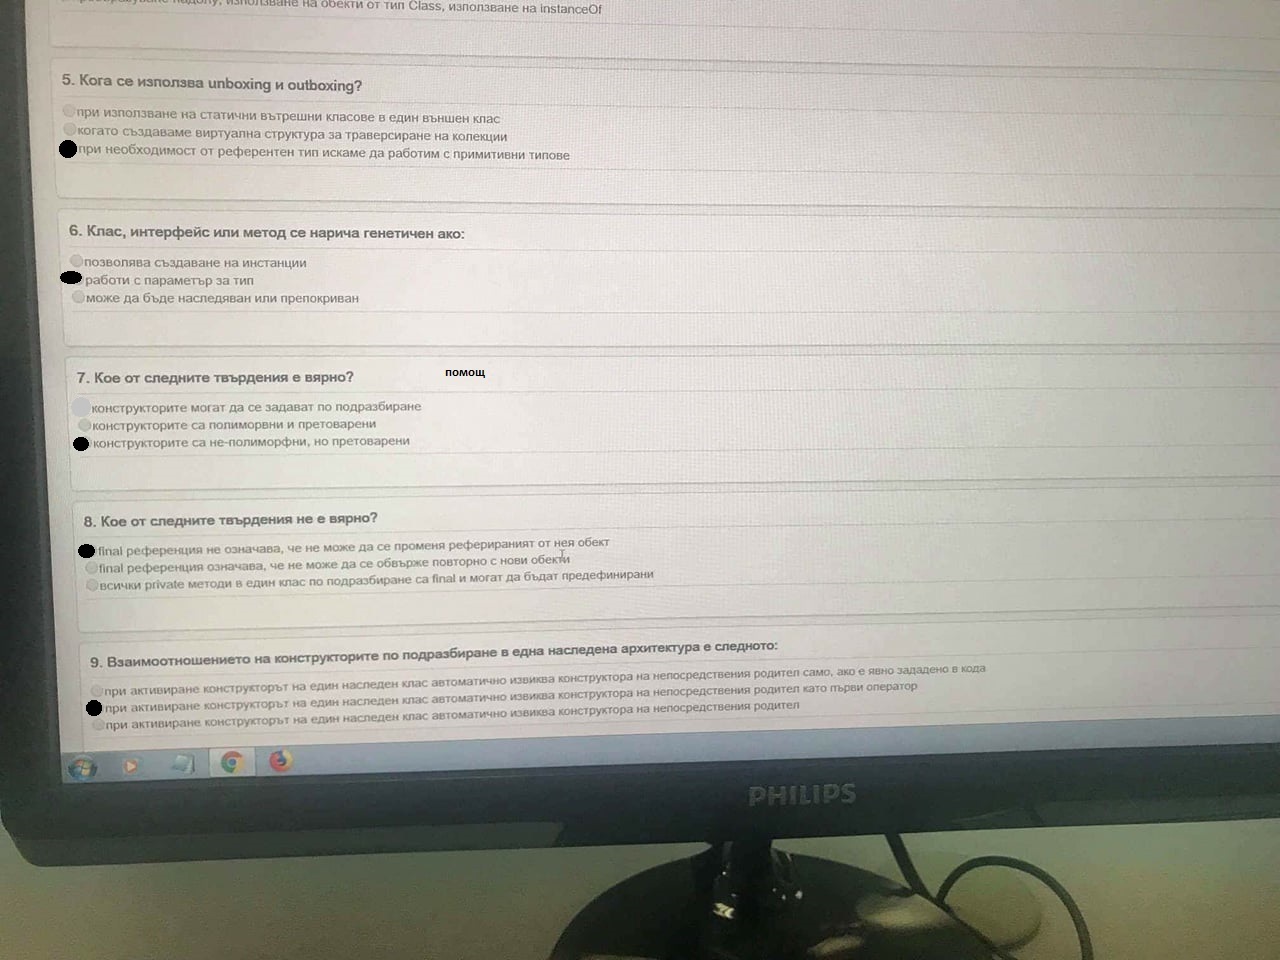 използване на обекти от тип Class, използване на instanceOf
5. Кога се използва unboxing и outboxing?
при използване на статични вътрешни класове в един външен клас
когато създаваме виртуална структура за траверсиране на колекции
при необходимост от референтен тип искаме да работим с примитивни типове
6. Клас, интерфейс или метод се нарича генетичен ако:
позволява създаване на инстанции
работи с параметър за тип
може да бъде наследяван или препокриван
7. Кое от следните твърдения е вярно?
помощ
конструкторите могат да се задават по подразбиране
конструкторите са полиморвни и претоварени
конструкторите са не-полиморфни, но претоварени
8. Кое от следните твърдения не е вярно?
final референция не означава, че не може да се променя реферираният от нея обект
final референция означава, че не може да се обвърже повторно с нови обекти
всички private методи в един клас по подразбиране са final и могат да бъдат предефинирани
9. Взаимоотношението на конструкторите по подразбиране в една наследена архитектура е следното:
при активиране конструкторът на един наследен клас автоматично извиква конструктора на непосредствения родител само, ако е явно зададено в кода
при активиране конструкторът на един наследен клас автоматично извиква конструктора на непосредствения родител като първи оператор
при активиране конструкторът на един наследен клас автоматично извиква конструктора на непосредствения родител
PHILIPS